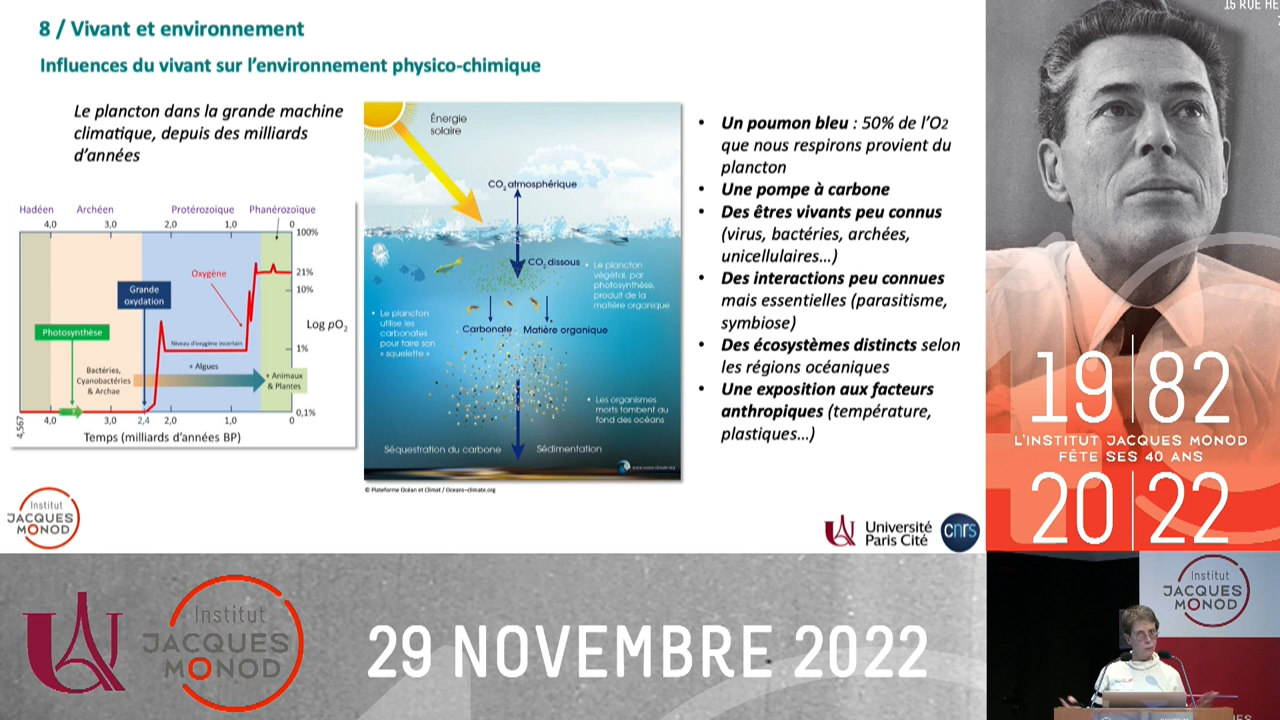 8 / Vivant et environnement
Influences du vivant sur l'environnement physico-chimique
Le plancton dans la grande machine
climatique, depuis des milliards
d'années
Hadéen Archéen Protérozoïque Phanérozoïque
4,0 3,0 2,0 1,0 0
100%
Oxygène
21%
Grande
oxydation
10%
Log pO2
Photosynthèse
Niveau d'oxygène incertain
1%
Bactéries,
Cyanobactéries
& Archae
+ Algues
+ Animaux
& Plantes
0,1%
4,567
4,0 3,0 2,4 2,0 1,0 0
Temps (milliards d'années BP)
Énergie
solaire
CO2 atmosphérique
CO2 dissous
• Le plancton
végétal, par
photosynthèse,
produit de la
matière organique
• Le plancton
utilise les
carbonates
pour faire son
« squelette »
Carbonate
Matière organique
• Les organismes
morts tombent au
fond des océans
Séquestration du carbone
Sédimentation
© Plateforme Océan et Climat / Oceans-climate.org
• Un poumon bleu : 50% de l'O2
que nous respirons provient du
plancton
• Une pompe à carbone
• Des êtres vivants peu connus
(virus, bactéries, archées,
unicellulaires...)
• Des interactions peu connues
mais essentielles (parasitisme,
symbiose)
• Des écosystèmes distincts selon
les régions océaniques
• Une exposition aux facteurs
anthropiques (température,
plastiques...)
Institut
JACQUES
MONOD
Université
Paris Cité
cnrs
15 RUE HE
19 82
L'INSTITUT JACQUES MONOD
FÊTE SES 40 ANS
20 22
Institut
JACQUES
MONOD
29 NOVEMBRE 2022
Institut
JACQUES
MONOD